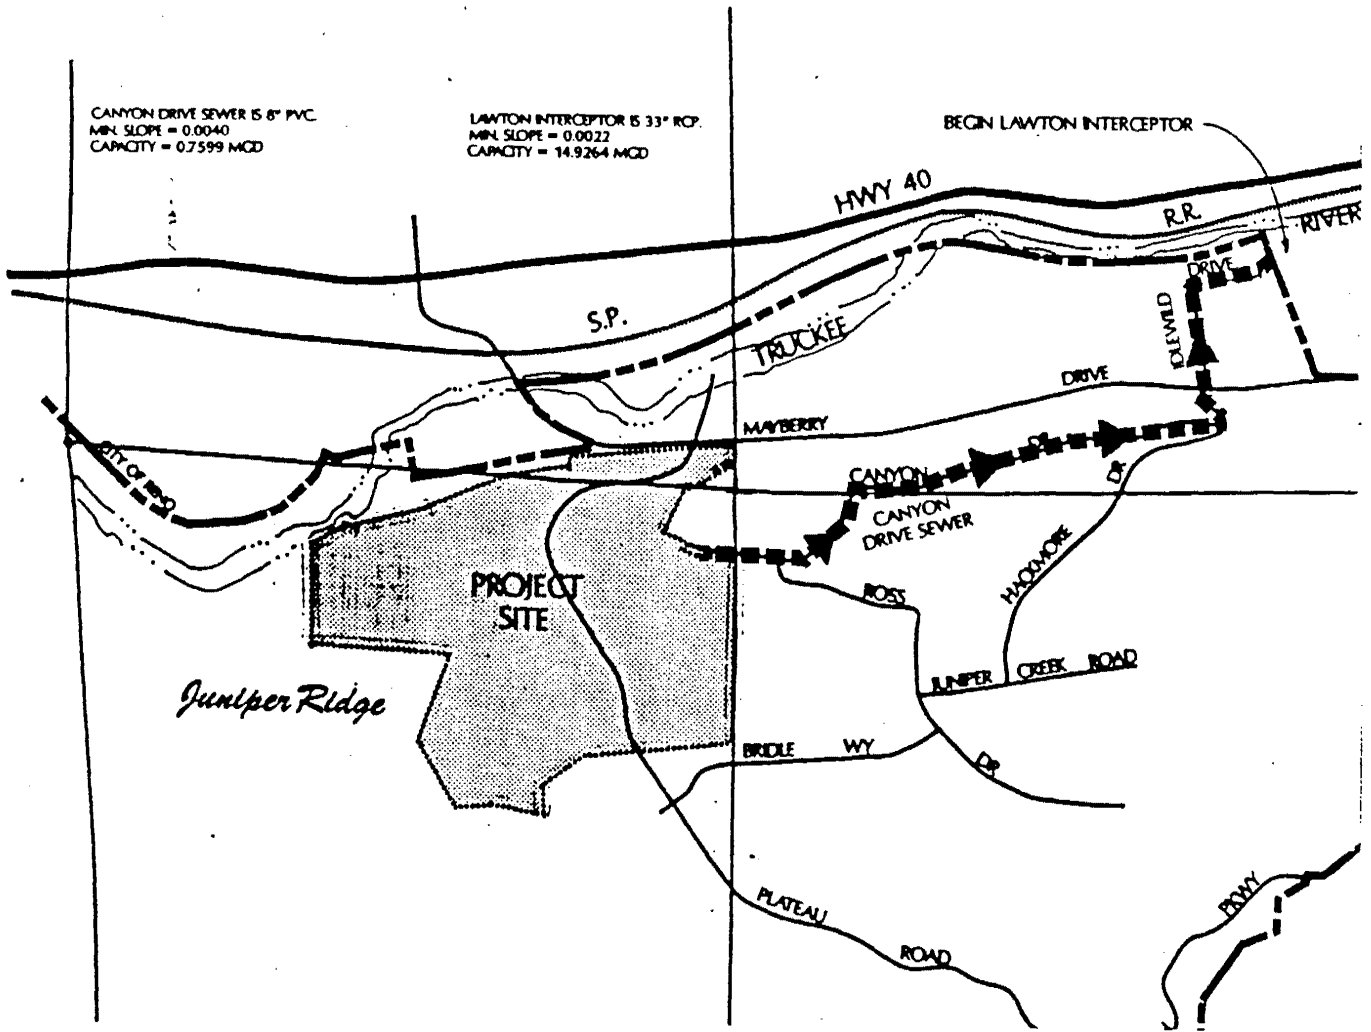 CANYON DRIVE SEWER IS 8" PVC.
MIN. SLOPE = 0.0040
CAPACITY = 0.7599 MGD
LAWTON INTERCEPTOR IS 33" RCP.
MIN. SLOPE = 0.0022
CAPACITY = 14.9264 MGD
BEGIN LAWTON INTERCEPTOR
HWY 40
R.R.
RIVER
S.P.
TRUCKEE
DRIVE
IDLEWILD
DRIVE
MAYBERRY
CITY OF RENO
CANYON
DR
CANYON
DRIVE SEWER
DR
HACKMORE
PROJECT
SITE
ROSS
JUNIPER CREEK ROAD
Juniper Ridge
BRIDLE WY
DR
PLATEAU
ROAD
PKWY